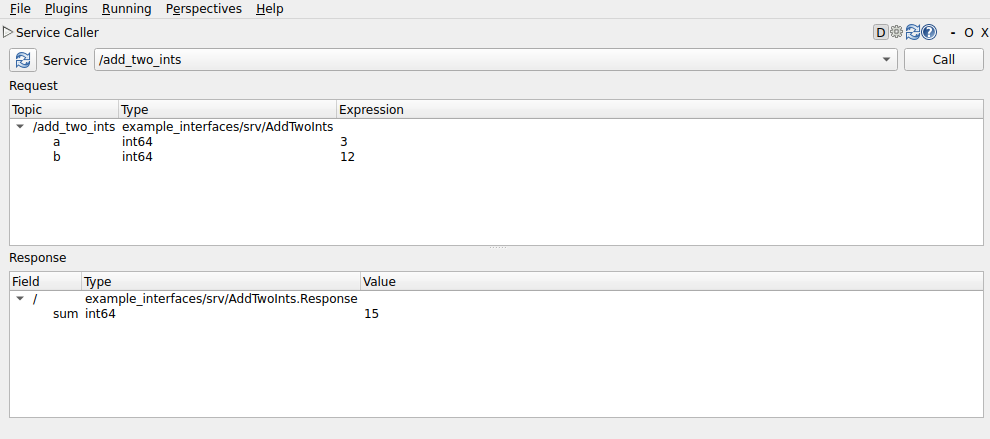 File Plugins Running Perspectives Help
Service Caller D ? - O X
Service /add_two_ints Call
Request
Topic Type Expression
/add_two_ints example_interfaces/srv/AddTwoInts
a int64 3
b int64 12
Response
Field Type Value
/ example_interfaces/srv/AddTwoInts.Response
sum int64 15